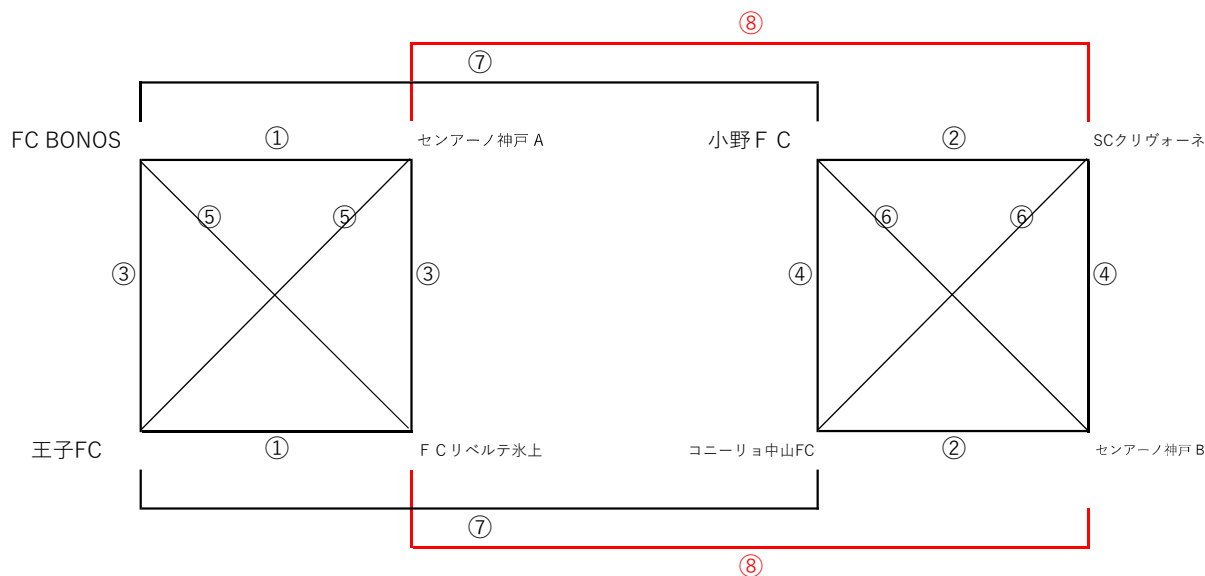 ⑧
⑦
FC BONOS
①
センアーノ神戸 A
小野ＦＣ
②
SCクリヴォーネ
⑤
⑤
⑥
⑥
③
③
④
④
王子FC
①
ＦＣリベルテ氷上
コニーリョ中山FC
②
センアーノ神戸 B
⑦
⑧